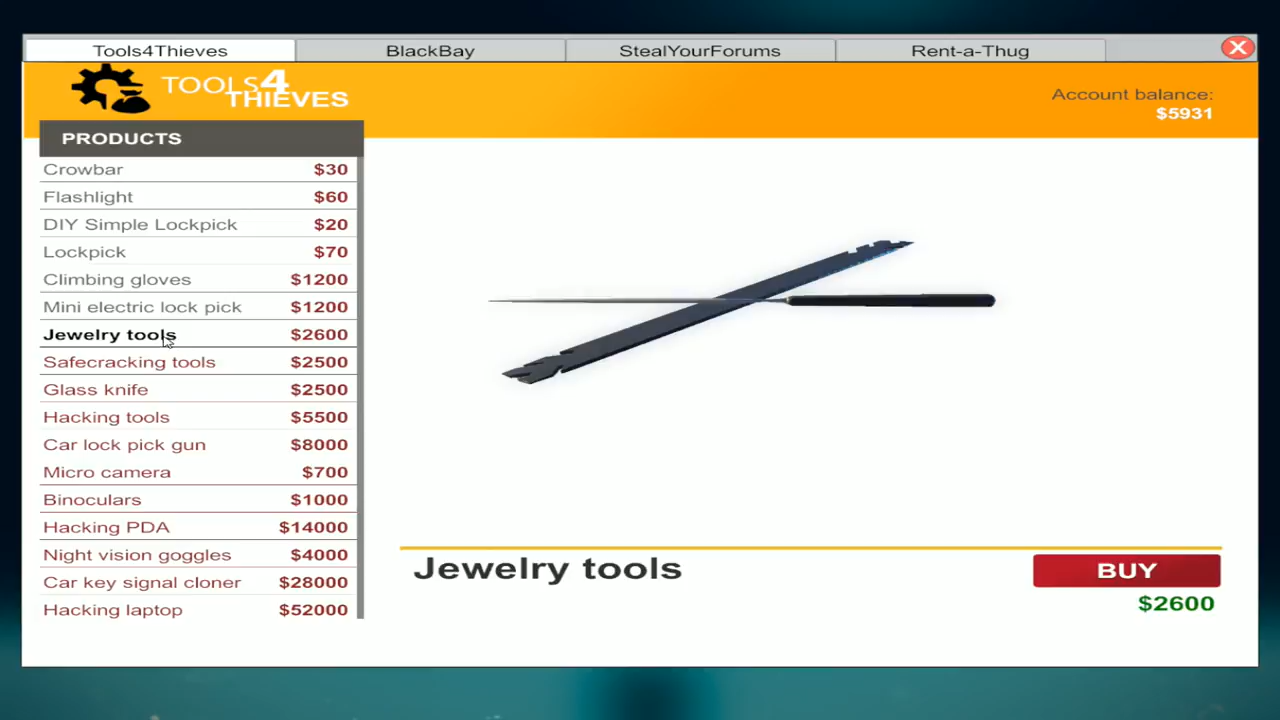 Tools4Thieves BlackBay StealYourForums Rent-a-Thug
TOOLS4
THIEVES
Account balance:
$5931
PRODUCTS
Crowbar $30
Flashlight $60
DIY Simple Lockpick $20
Lockpick $70
Climbing gloves $1200
Mini electric lock pick $1200
Jewelry tools $2600
Safecracking tools $2500
Glass knife $2500
Hacking tools $5500
Car lock pick gun $8000
Micro camera $700
Binoculars $1000
Hacking PDA $14000
Night vision goggles $4000
Car key signal cloner $28000
Hacking laptop $52000
Jewelry tools
BUY
$2600